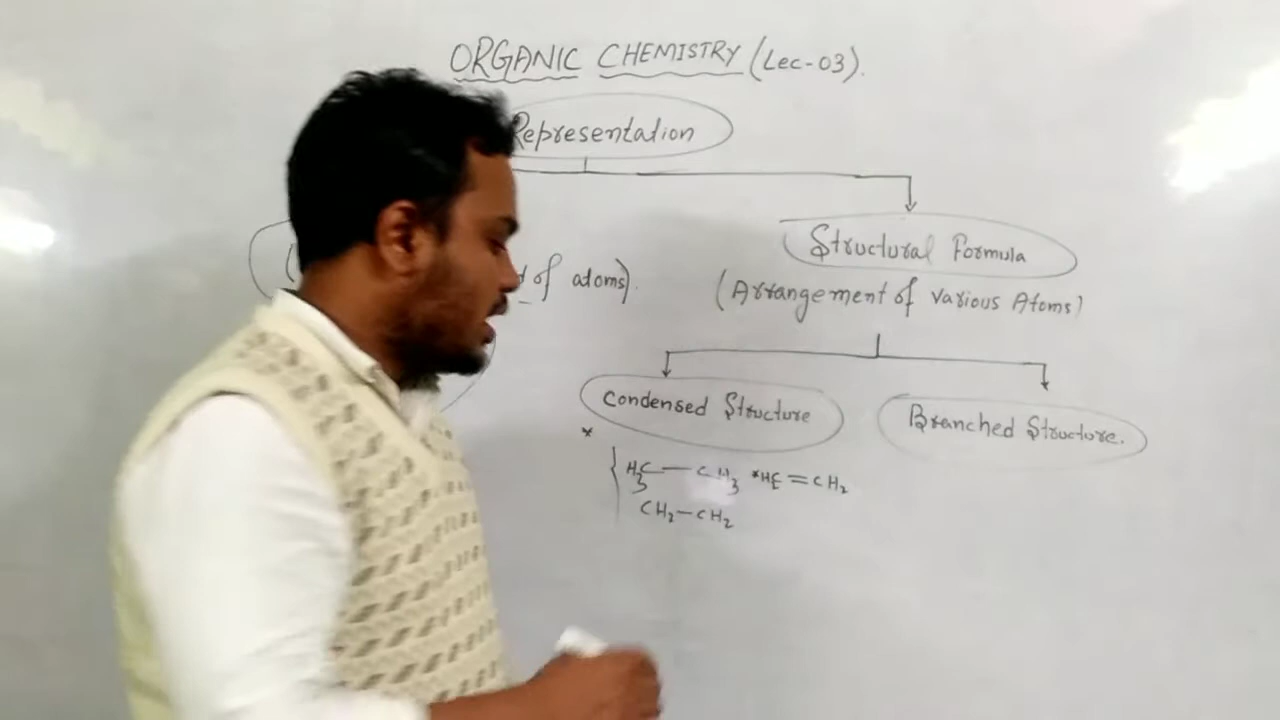 ORGANIC CHEMISTRY (Lec-03).
Representation
Structural Formula
of atoms).
(Arrangement of various Atoms)
Condensed Structure
Branched Structure.
*
H3C — CH3 *HC = CH2
CH2 — CH2